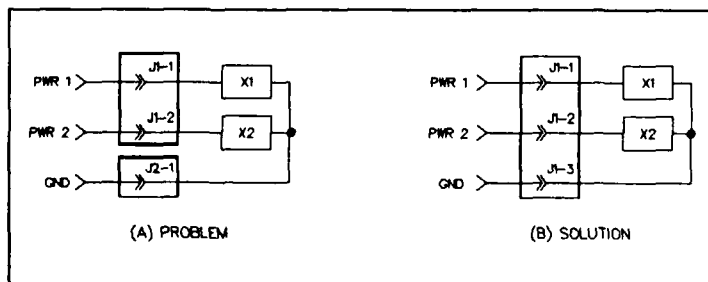 J1-1
PWR 1
X1
J1-2
PWR 2
X2
J2-1
GND
(A) PROBLEM
J1-1
PWR 1
X1
J1-2
PWR 2
X2
J1-3
GND
(B) SOLUTION